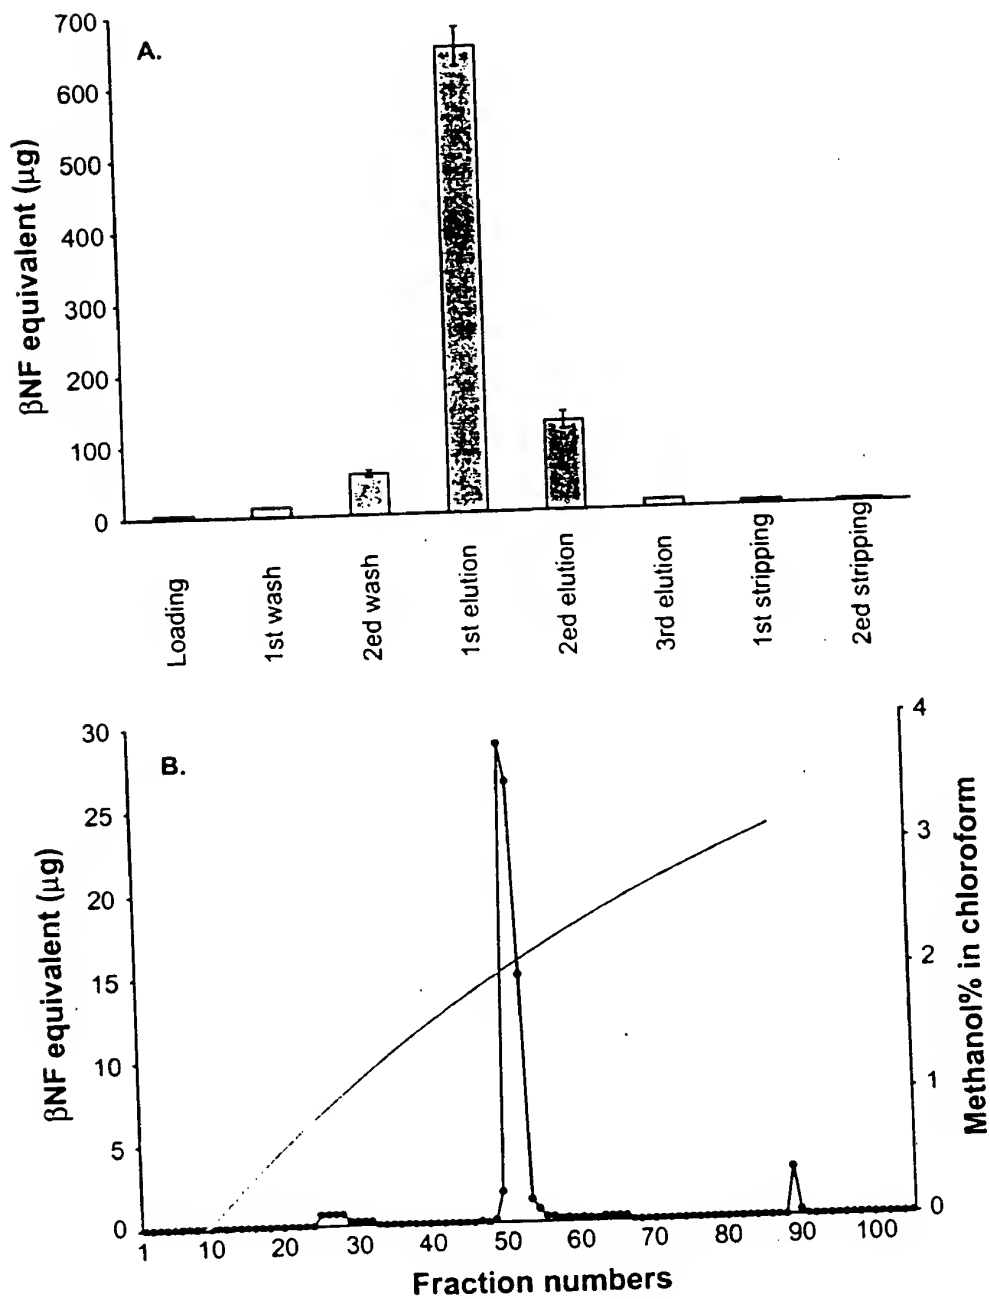 A.
βNF equivalent (μg)
700
600
500
400
300
200
100
0
Loading
1st wash
2ed wash
1st elution
2ed elution
3rd elution
1st stripping
2ed stripping
B.
βNF equivalent (μg)
30
25
20
15
10
5
0
Methanol% in chloroform
4
3
2
1
0
1 10 20 30 40 50 60 70 80 90 100
Fraction numbers